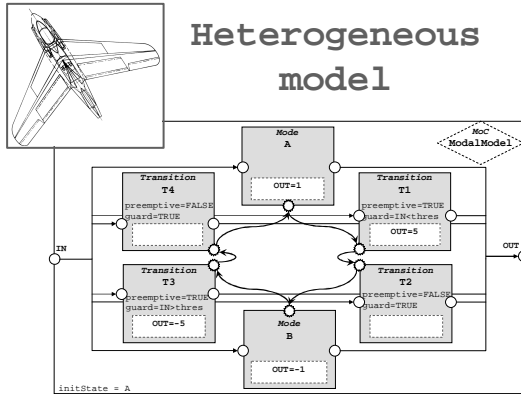 Heterogeneous
model
MoC
ModalModel
Mode
A
OUT=1
Transition
T4
preemptive=FALSE
guard=TRUE
Transition
T1
preemptive=TRUE
guard=IN<thres
OUT=5
IN
OUT
Transition
T3
preemptive=TRUE
guard=IN>thres
OUT=-5
Transition
T2
preemptive=FALSE
guard=TRUE
Mode
B
OUT=-1
initState = A